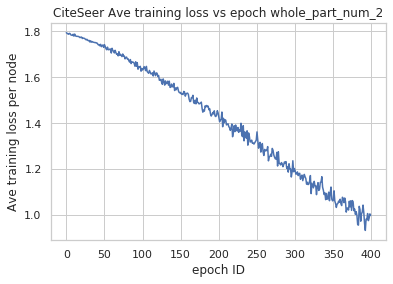 CiteSeer Ave training loss vs epoch whole_part_num_2
Ave training loss per node
1.8
1.6
1.4
1.2
1.0
0 50 100 150 200 250 300 350 400
epoch ID